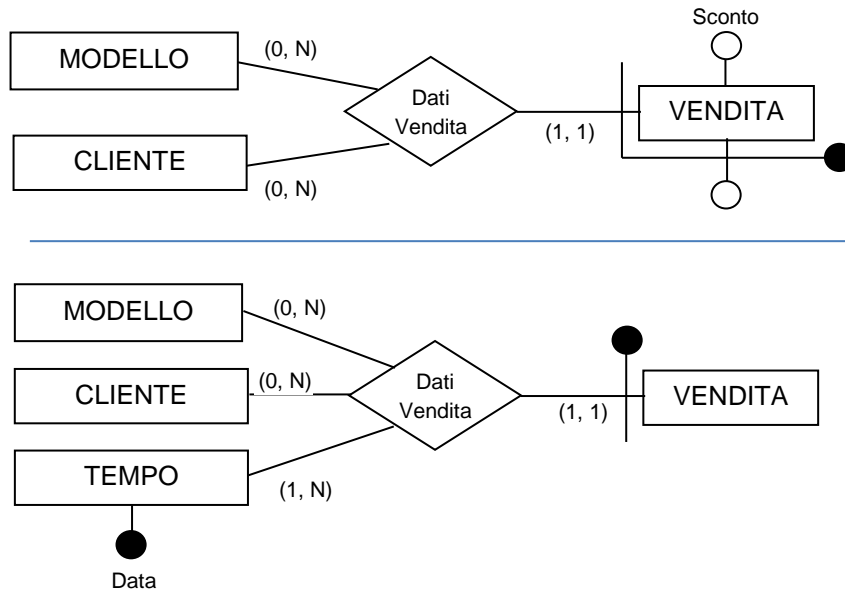 Sconto
MODELLO
(0, N)
Dati
Vendita
VENDITA
(1, 1)
CLIENTE
(0, N)
MODELLO
(0, N)
CLIENTE
(0, N)
Dati
Vendita
VENDITA
(1, 1)
TEMPO
(1, N)
Data